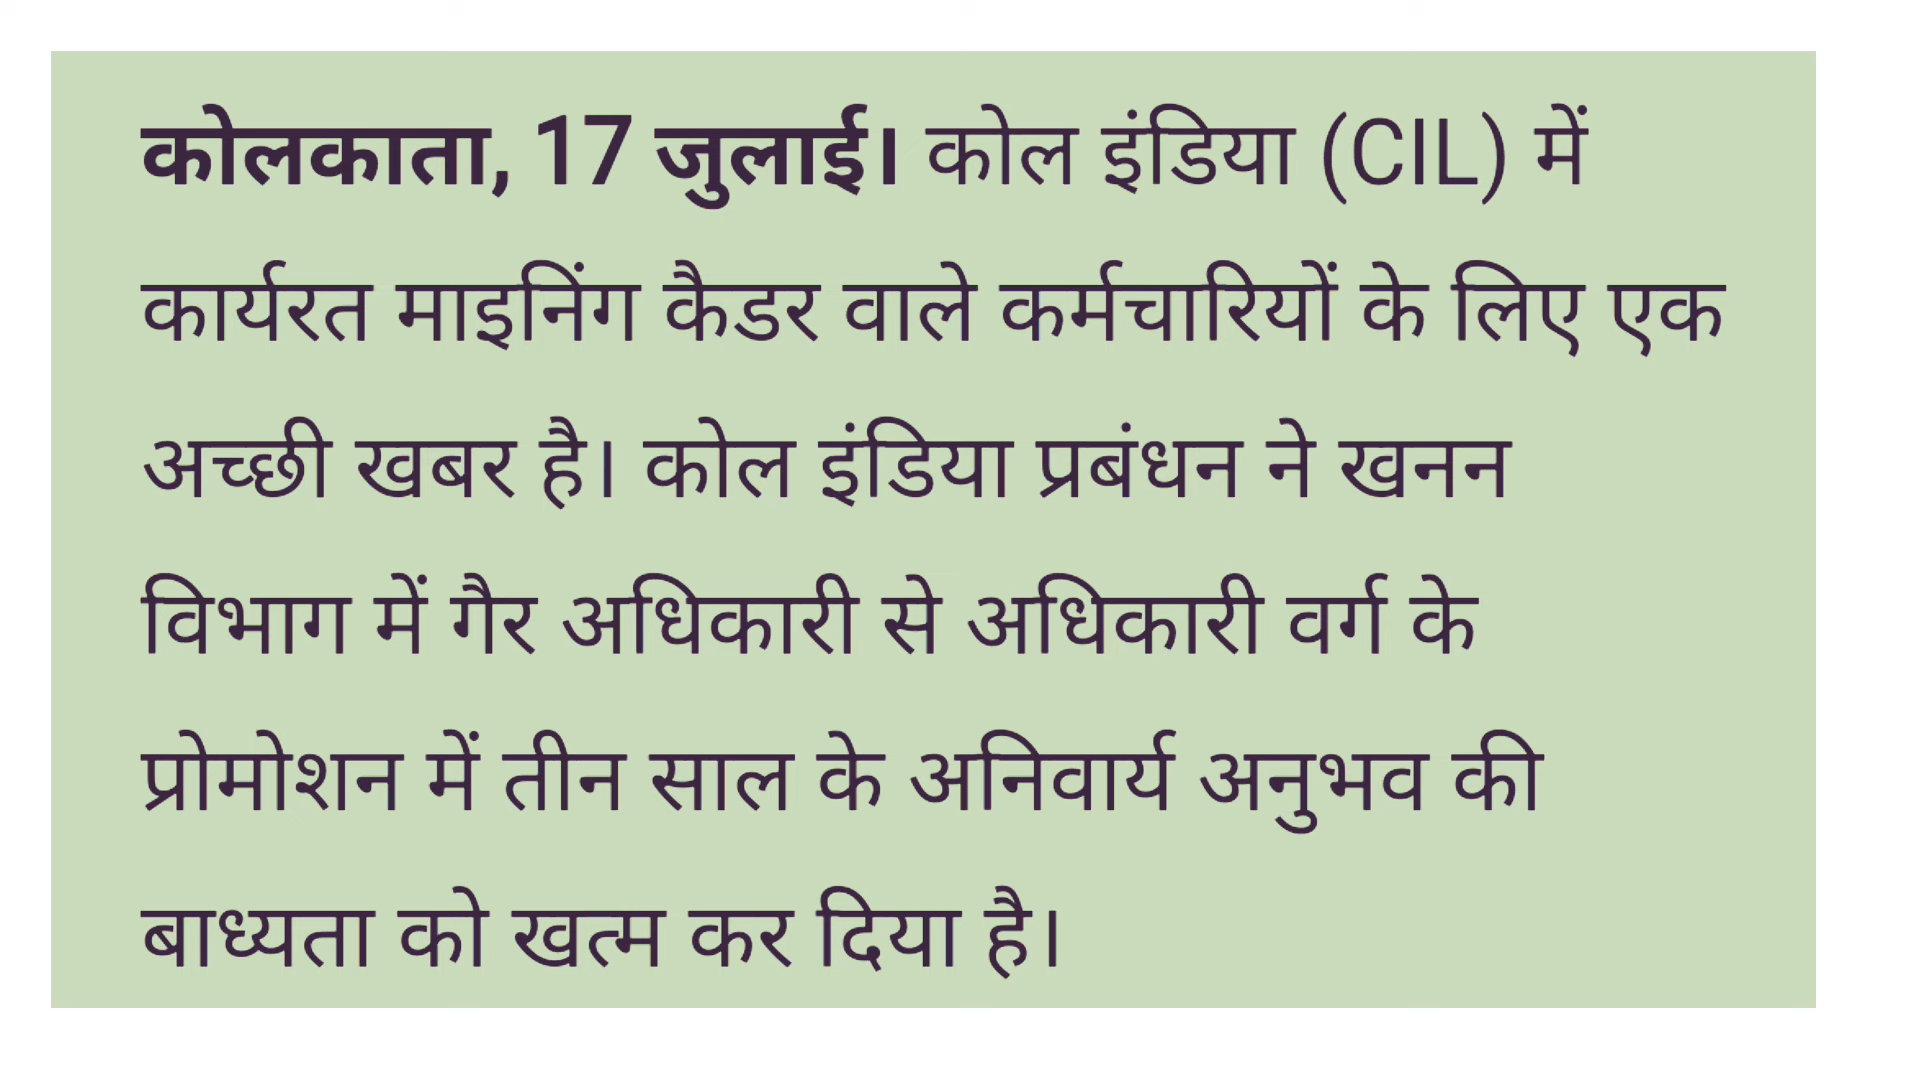 कोलकाता, 17 जुलाई। कोल इंडिया (CIL) में
कार्यरत माइनिंग कैडर वाले कर्मचारियों के लिए एक
अच्छी खबर है। कोल इंडिया प्रबंधन ने खनन
विभाग में गैर अधिकारी से अधिकारी वर्ग के
प्रोमोशन में तीन साल के अनिवार्य अनुभव की
बाध्यता को खत्म कर दिया है।